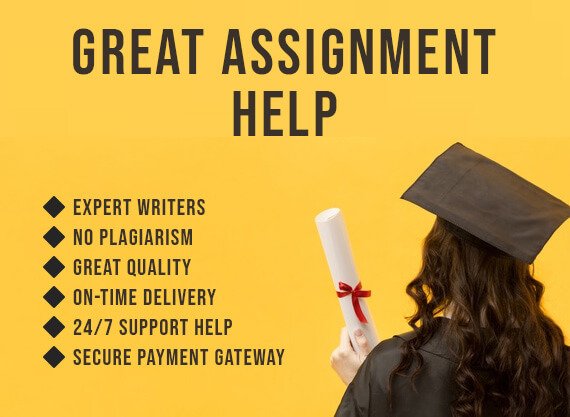 GREAT ASSIGNMENT
HELP
EXPERT WRITERS
NO PLAGIARISM
GREAT QUALITY
ON-TIME DELIVERY
24/7 SUPPORT HELP
SECURE PAYMENT GATEWAY